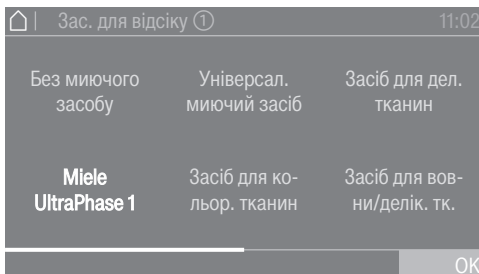 Зас. для відсіку ① 11:02
Без миючого Універсал. Засіб для дел.
засобу миючий засіб тканин
Miele Засіб для ко- Засіб для вов-
UltraPhase 1 льор. тканин ни/делік. тк.
OK